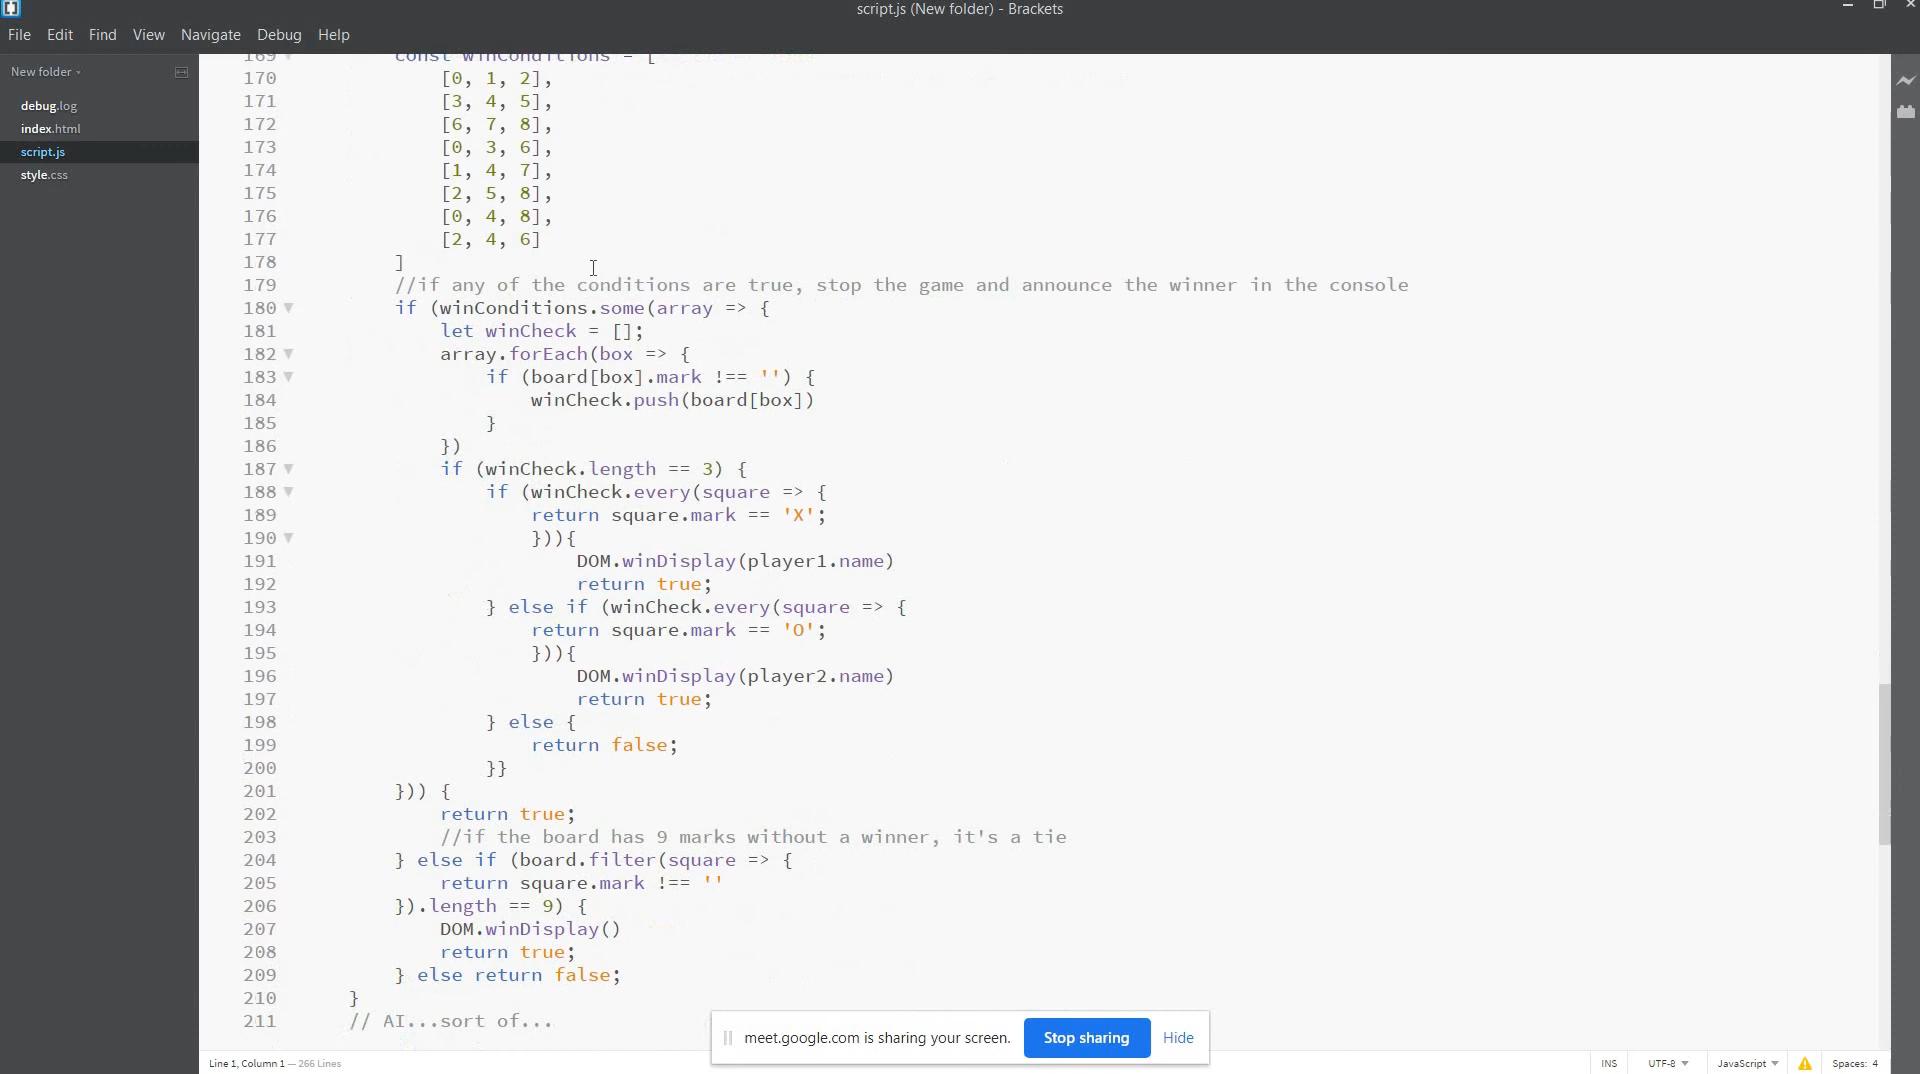 script.js (New folder) - Brackets
File Edit Find View Navigate Debug Help
New folder
debug.log
index.html
script.js
style.css
169 const winConditions = [
170 [0, 1, 2],
171 [3, 4, 5],
172 [6, 7, 8],
173 [0, 3, 6],
174 [1, 4, 7],
175 [2, 5, 8],
176 [0, 4, 8],
177 [2, 4, 6]
178 ]
179 //if any of the conditions are true, stop the game and announce the winner in the console
180 if (winConditions.some(array => {
181 let winCheck = [];
182 array.forEach(box => {
183 if (board[box].mark !== '') {
184 winCheck.push(board[box])
185 }
186 })
187 if (winCheck.length == 3) {
188 if (winCheck.every(square => {
189 return square.mark == 'X';
190 })){
191 DOM.winDisplay(player1.name)
192 return true;
193 } else if (winCheck.every(square => {
194 return square.mark == 'O';
195 })){
196 DOM.winDisplay(player2.name)
197 return true;
198 } else {
199 return false;
200 }}
201 })) {
202 return true;
203 //if the board has 9 marks without a winner, it's a tie
204 } else if (board.filter(square => {
205 return square.mark !== ''
206 }).length == 9) {
207 DOM.winDisplay()
208 return true;
209 } else return false;
210 }
211 // AI...sort of...
meet.google.com is sharing your screen. Stop sharing Hide
Line 1, Column 1 — 266 Lines INS UTF-8 JavaScript Spaces: 4